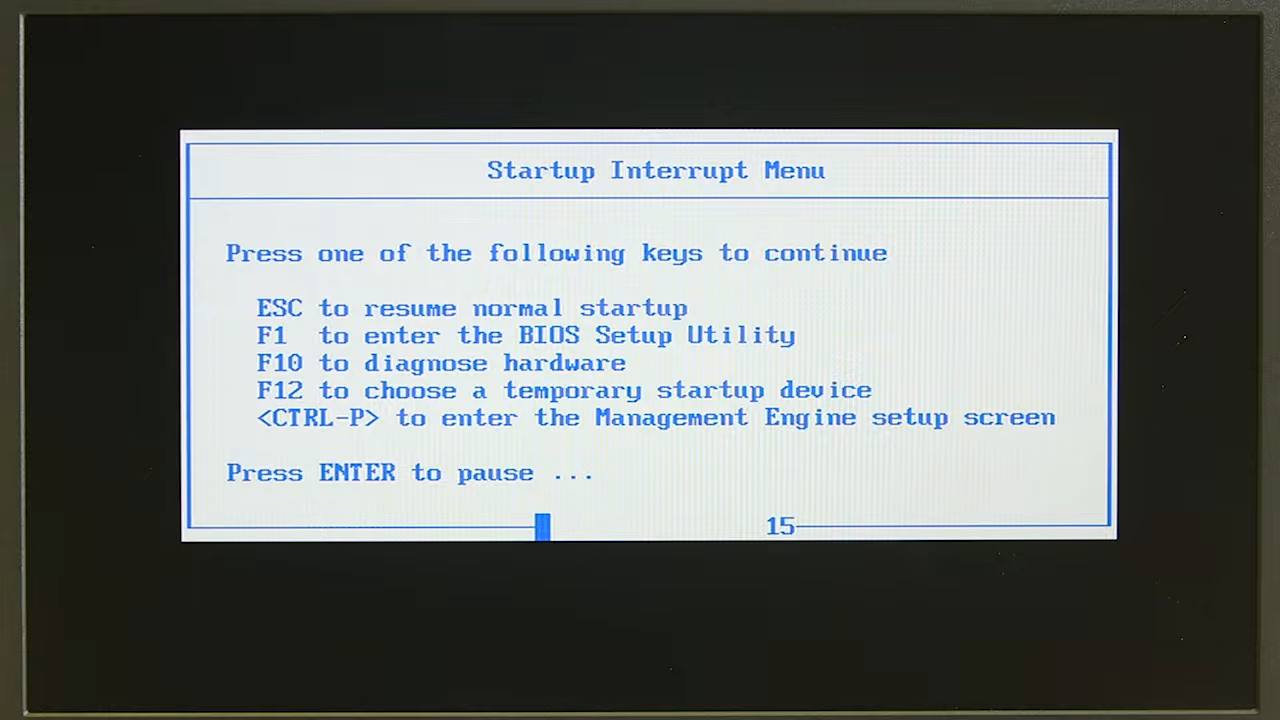 Startup Interrupt Menu
Press one of the following keys to continue
ESC to resume normal startup
F1 to enter the BIOS Setup Utility
F10 to diagnose hardware
F12 to choose a temporary startup device
<CTRL-P> to enter the Management Engine setup screen
Press ENTER to pause ...
15